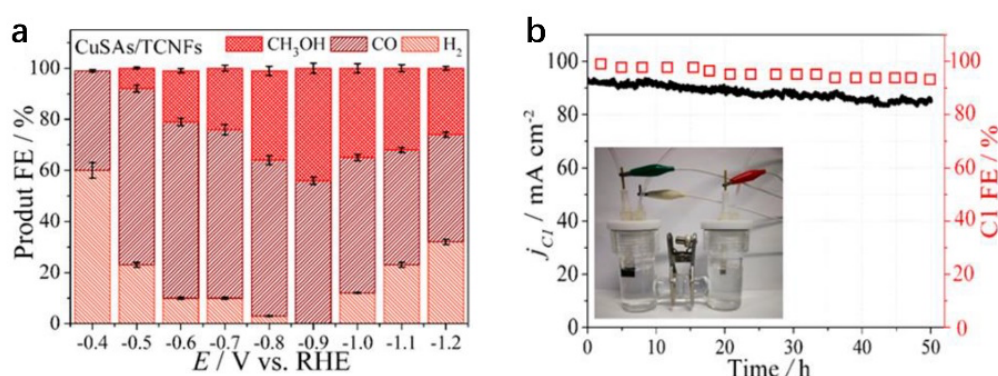 a
CuSAs/TCNFs
CH₃OH CO H₂
Produt FE / %
100
80
60
40
20
0
-0.4 -0.5 -0.6 -0.7 -0.8 -0.9 -1.0 -1.1 -1.2
E / V vs. RHE
b
j_C1 / mA cm⁻²
100
80
60
40
20
0
0 10 20 30 40 50
Time / h
100
80
60
40
20
0
C1 FE / %